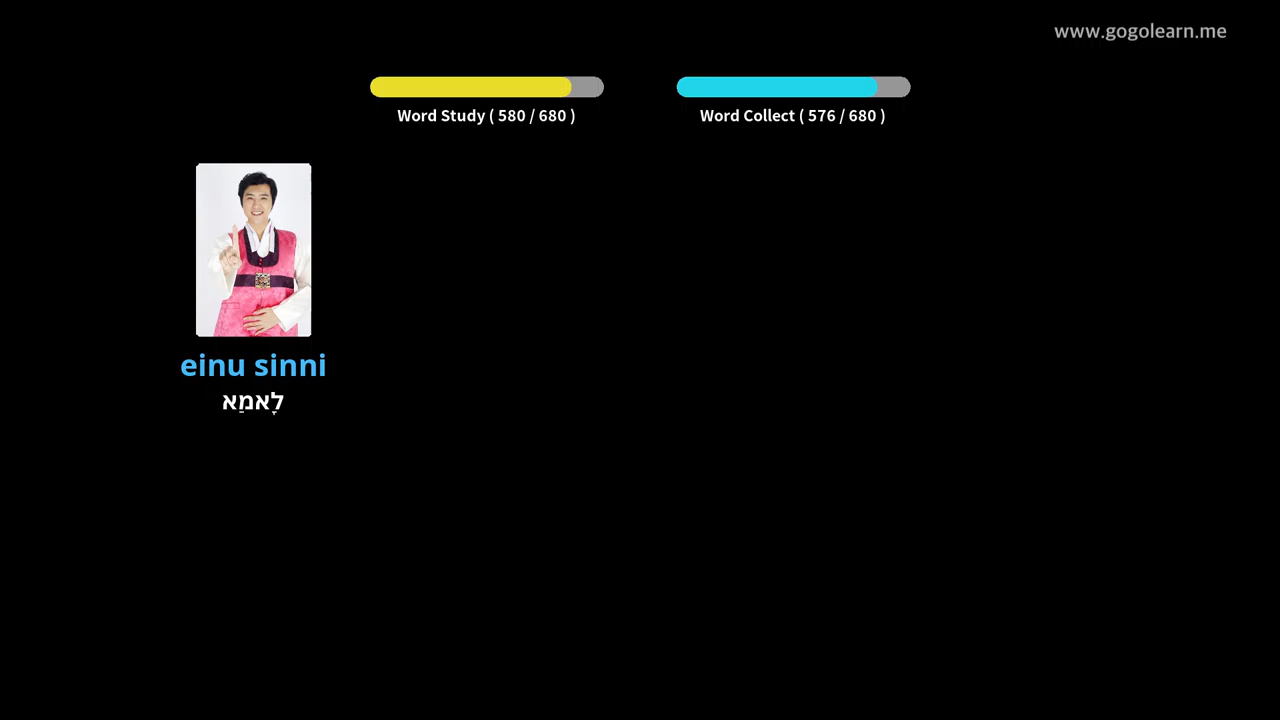 www.gogolearn.me
Word Study ( 580 / 680 )
Word Collect ( 576 / 680 )
einu sinni
לָאמֵא